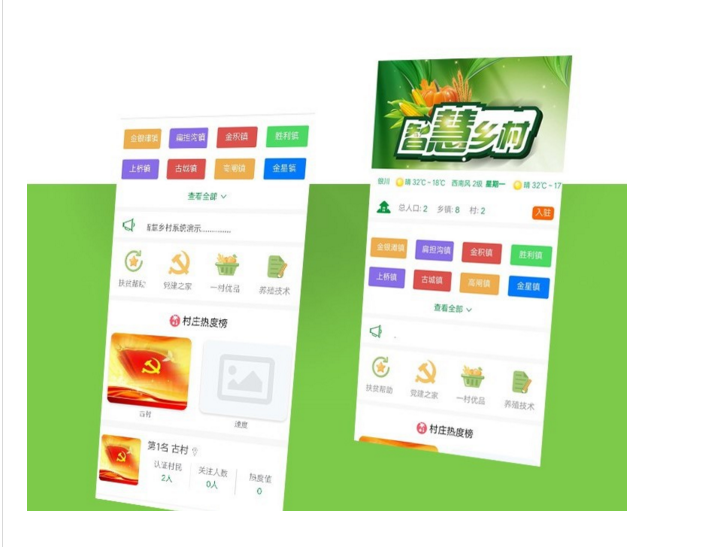 金银滩镇 扁担沟镇 金积镇 胜利镇
上桥镇 古城镇 高闸镇 金星镇
查看全部
智慧乡村系统演示............
扶贫帮助 党建之家 一村优品 养殖技术
村庄热度榜
古村 速度
第1名 古村
认证村民 关注人数 热度值
2人 0人 0
智慧乡村
银川 晴 32℃~18℃ 西南风 2级 星期一 晴 32℃~17
总人口: 2 乡镇: 8 村: 2 入驻
金银滩镇 扁担沟镇 金积镇 胜利镇
上桥镇 古城镇 高闸镇 金星镇
查看全部
扶贫帮助 党建之家 一村优品 养殖技术
村庄热度榜